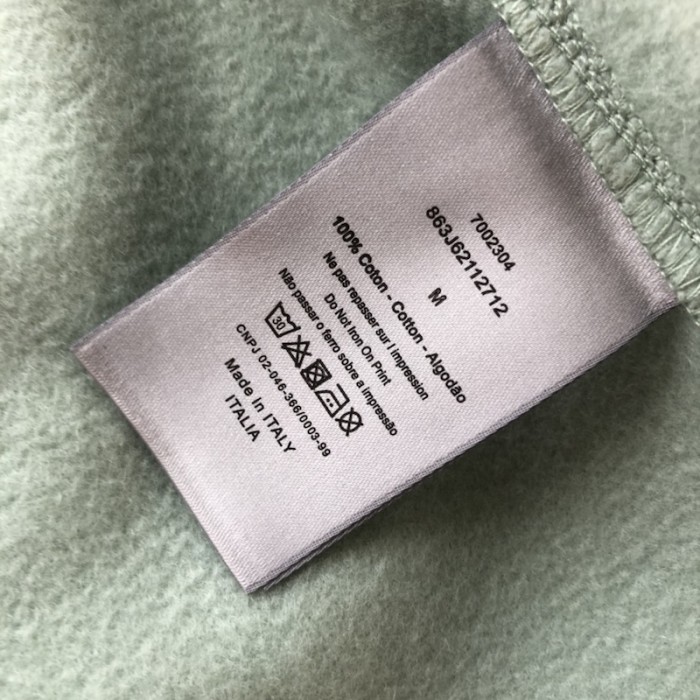 7002304
863J62112712
M
100% Coton - Cotton - Algodão
Ne pas repasser sur l impression
Do Not Iron On Print
Não passar o ferro sobre a impressão
30
CNPJ 02-046-366/0003-99
Made in ITALY
ITALIA